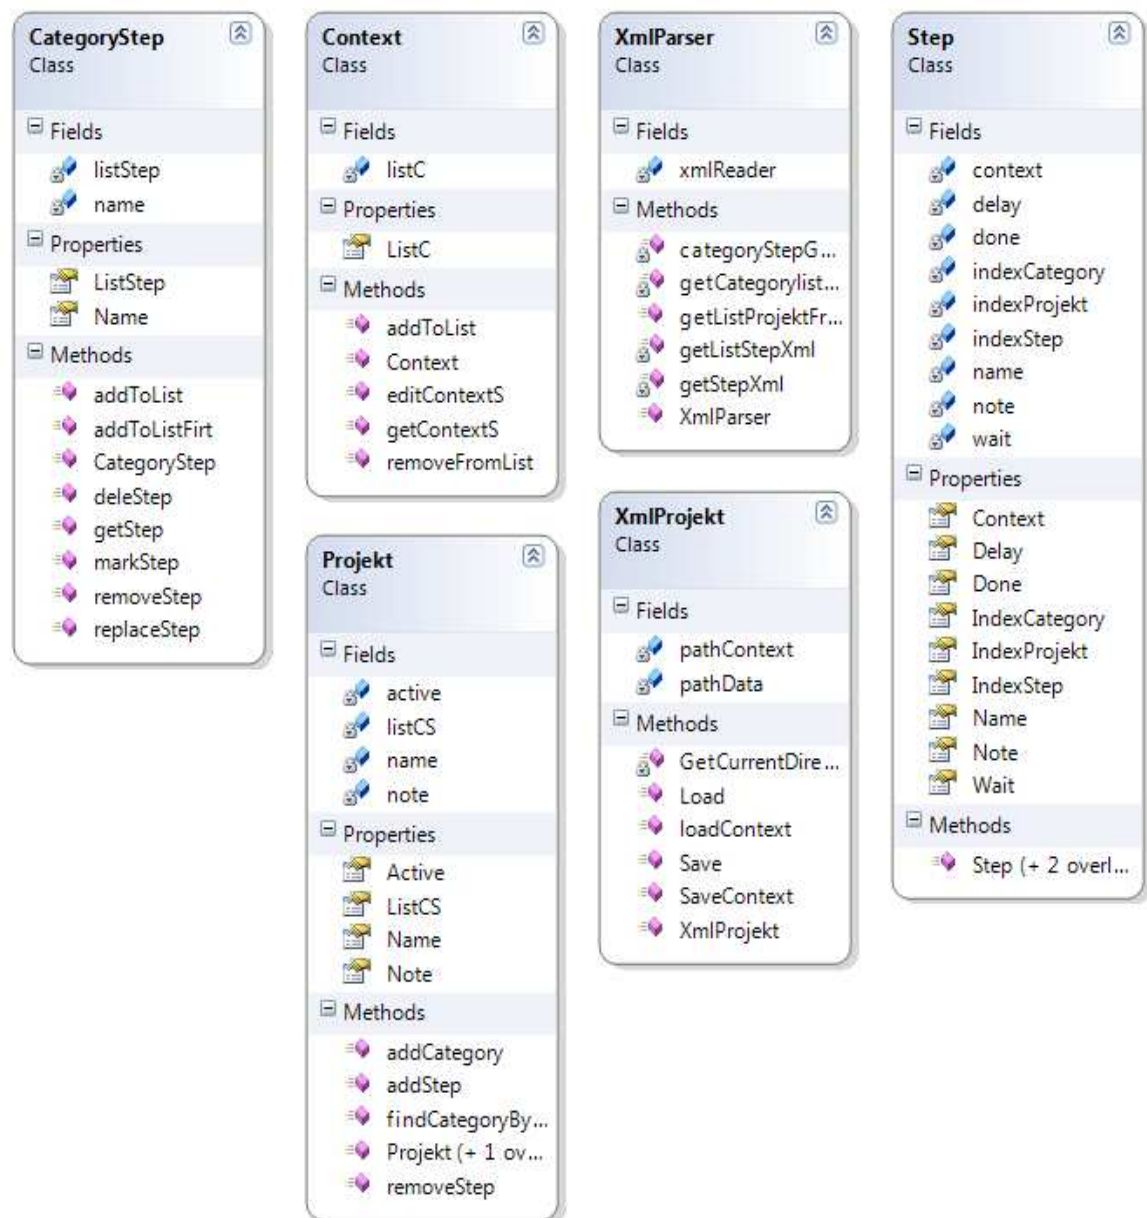 CategoryStep
Class
Fields
listStep
name
Properties
ListStep
Name
Methods
addToList
addToListFirt
CategoryStep
deleStep
getStep
markStep
removeStep
replaceStep
Context
Class
Fields
listC
Properties
ListC
Methods
addToList
Context
editContextS
getContextS
removeFromList
Projekt
Class
Fields
active
listCS
name
note
Properties
Active
ListCS
Name
Note
Methods
addCategory
addStep
findCategoryBy...
Projekt (+ 1 ov...
removeStep
XmlParser
Class
Fields
xmlReader
Methods
categoryStepG...
getCategorylist...
getListProjektFr...
getListStepXml
getStepXml
XmlParser
XmlProjekt
Class
Fields
pathContext
pathData
Methods
GetCurrentDire...
Load
loadContext
Save
SaveContext
XmlProjekt
Step
Class
Fields
context
delay
done
indexCategory
indexProjekt
indexStep
name
note
wait
Properties
Context
Delay
Done
IndexCategory
IndexProjekt
IndexStep
Name
Note
Wait
Methods
Step (+ 2 overl...